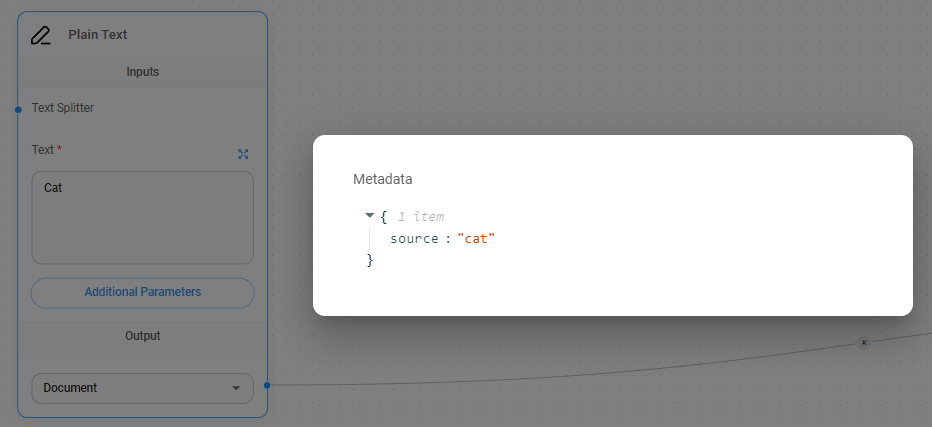 Plain Text
Inputs
Text Splitter
Text *
Cat
Additional Parameters
Output
Document
Metadata
{ 1 item
source : "cat"
}